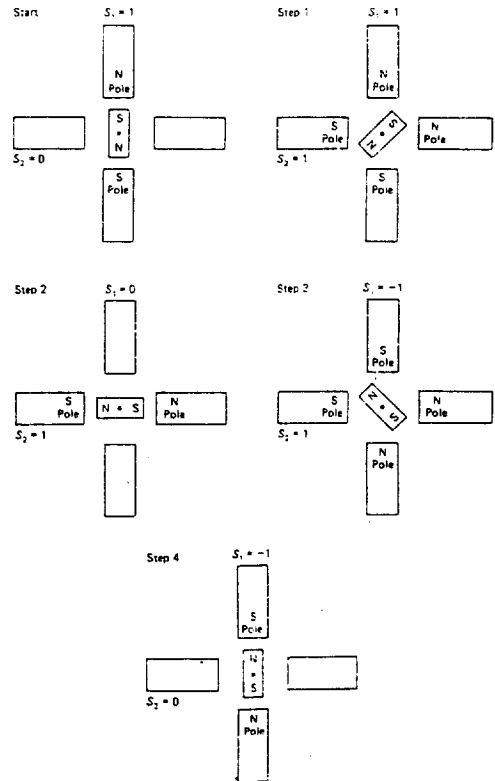 Start
S₁ = 1
N
Pole
S
N
S₂ = 0
S
Pole
Step 1
S₁ = 1
N
Pole
S
Pole
S
N
N
Pole
S₂ = 1
S
Pole
Step 2
S₁ = 0
S
Pole
N S
N
Pole
S₂ = 1
Step 3
S₁ = −1
S
Pole
S
Pole
N
S
N
Pole
S₂ = 1
N
Pole
Step 4
S₁ = −1
S
Pole
N
S
S₂ = 0
N
Pole